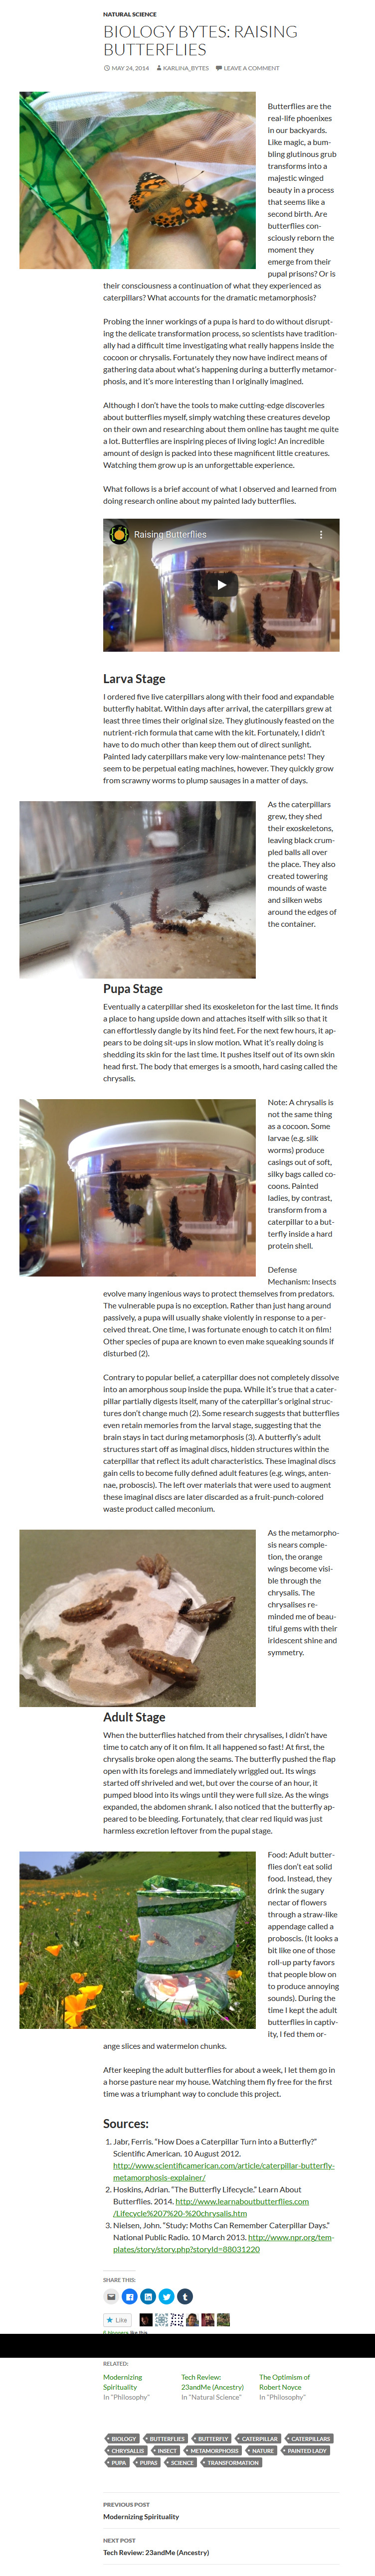 NATURAL SCIENCE
BIOLOGY BYTES: RAISING
BUTTERFLIES
MAY 24, 2014 KARLINA_BYTES LEAVE A COMMENT
Butterflies are the
real-life phoenixes
in our backyards.
Like magic, a bum-
bling glutinous grub
transforms into a
majestic winged
beauty in a process
that seems like a
second birth. Are
butterflies con-
sciously reborn the
moment they
emerge from their
pupal prisons? Or is
their consciousness a continuation of what they experienced as
caterpillars? What accounts for the dramatic metamorphosis?
Probing the inner workings of a pupa is hard to do without disrupt-
ing the delicate transformation process, so scientists have tradition-
ally had a difficult time investigating what really happens inside the
cocoon or chrysalis. Fortunately they now have indirect means of
gathering data about what's happening during a butterfly metamor-
phosis, and it's more interesting than I originally imagined.
Although I don't have the tools to make cutting-edge discoveries
about butterflies myself, simply watching these creatures develop
on their own and researching about them online has taught me quite
a lot. Butterflies are inspiring pieces of living logic! An incredible
amount of design is packed into these magnificent little creatures.
Watching them grow up is an unforgettable experience.
What follows is a brief account of what I observed and learned from
doing research online about my painted lady butterflies.
Raising Butterflies
Larva Stage
I ordered five live caterpillars along with their food and expandable
butterfly habitat. Within days after arrival, the caterpillars grew at
least three times their original size. They glutinously feasted on the
nutrient-rich formula that came with the kit. Fortunately, I didn't
have to do much other than keep them out of direct sunlight.
Painted lady caterpillars make very low-maintenance pets! They
seem to be perpetual eating machines, however. They quickly grow
from scrawny worms to plump sausages in a matter of days.
As the caterpillars
grew, they shed
their exoskeletons,
leaving black crum-
pled balls all over
the place. They also
created towering
mounds of waste
and silken webs
around the edges of
the container.
Pupa Stage
Eventually a caterpillar shed its exoskeleton for the last time. It finds
a place to hang upside down and attaches itself with silk so that it
can effortlessly dangle by its hind feet. For the next few hours, it ap-
pears to be doing sit-ups in slow motion. What it's really doing is
shedding its skin for the last time. It pushes itself out of its own skin
head first. The body that emerges is a smooth, hard casing called the
chrysalis.
Note: A chrysalis is
not the same thing
as a cocoon. Some
larvae (e.g. silk
worms) produce
casings out of soft,
silky bags called co-
coons. Painted
ladies, by contrast,
transform from a
caterpillar to a but-
terfly inside a hard
protein shell.
Defense
Mechanism: Insects
evolve many ingenious ways to protect themselves from predators.
The vulnerable pupa is no exception. Rather than just hang around
passively, a pupa will usually shake violently in response to a per-
ceived threat. One time, I was fortunate enough to catch it on film!
Other species of pupa are known to even make squeaking sounds if
disturbed (2).
Contrary to popular belief, a caterpillar does not completely dissolve
into an amorphous soup inside the pupa. While it's true that a cater-
pillar partially digests itself, many of the caterpillar's original struc-
tures don't change much (2). Some research suggests that butterflies
even retain memories from the larval stage, suggesting that the
brain stays in tact during metamorphosis (3). A butterfly's adult
structures start off as imaginal discs, hidden structures within the
caterpillar that reflect its adult characteristics. These imaginal discs
gain cells to become fully defined adult features (e.g. wings, anten-
nae, proboscis). The left over materials that were used to augment
these imaginal discs are later discarded as a fruit-punch-colored
waste product called meconium.
As the metamorpho-
sis nears comple-
tion, the orange
wings become visi-
ble through the
chrysalis. The
chrysalises re-
minded me of beau-
tiful gems with their
iridescent shine and
symmetry.
Adult Stage
When the butterflies hatched from their chrysalises, I didn't have
time to catch any of it on film. It all happened so fast! At first, the
chrysalis broke open along the seams. The butterfly pushed the flap
open with its forelegs and immediately wriggled out. Its wings
started off shriveled and wet, but over the course of an hour, it
pumped blood into its wings until they were full size. As the wings
expanded, the abdomen shrank. I also noticed that the butterfly ap-
peared to be bleeding. Fortunately, that clear red liquid was just
harmless excretion leftover from the pupal stage.
Food: Adult butter-
flies don't eat solid
food. Instead, they
drink the sugary
nectar of flowers
through a straw-like
appendage called a
proboscis. (It looks a
bit like one of those
roll-up party favors
that people blow on
to produce annoying
sounds). During the
time I kept the adult
butterflies in captiv-
ity, I fed them or-
ange slices and watermelon chunks.
After keeping the adult butterflies for about a week, I let them go in
a horse pasture near my house. Watching them fly free for the first
time was a triumphant way to conclude this project.
Sources:
1. Jabr, Ferris. "How Does a Caterpillar Turn into a Butterfly?"
Scientific American. 10 August 2012.
http://www.scientificamerican.com/article/caterpillar-butterfly-
metamorphosis-explainer/
2. Hoskins, Adrian. "The Butterfly Lifecycle." Learn About
Butterflies. 2014. http://www.learnaboutbutterflies.com
/Lifecycle%207%20-%20chrysalis.htm
3. Nielsen, John. "Study: Moths Can Remember Caterpillar Days."
National Public Radio. 10 March 2013. http://www.npr.org/tem-
plates/story/story.php?storyId=88031220
SHARE THIS:
Like
6 bloggers like this.
RELATED:
Modernizing
Spirituality
In "Philosophy"
Tech Review:
23andMe (Ancestry)
In "Natural Science"
The Optimism of
Robert Noyce
In "Philosophy"
BIOLOGY BUTTERFLIES BUTTERFLY CATERPILLAR CATERPILLARS
CHRYSALLIS INSECT METAMORPHOSIS NATURE PAINTED LADY
PUPA PUPAS SCIENCE TRANSFORMATION
PREVIOUS POST
Modernizing Spirituality
NEXT POST
Tech Review: 23andMe (Ancestry)